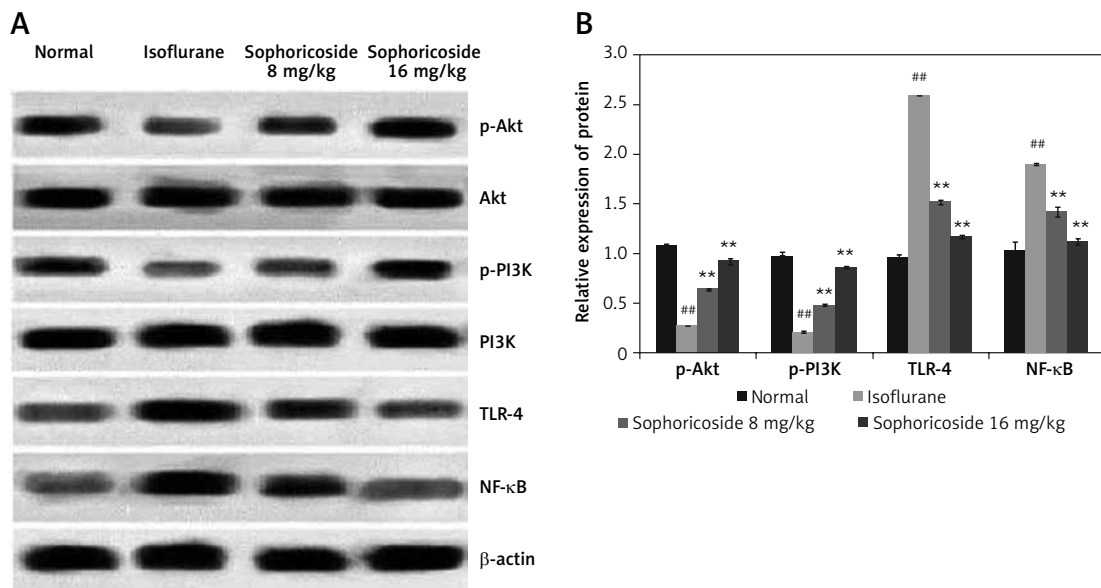 A
Normal Isoflurane Sophoricoside Sophoricoside
8 mg/kg 16 mg/kg
p-Akt
Akt
p-PI3K
PI3K
TLR-4
NF-κB
β-actin
B
Relative expression of protein
3.0
2.5
2.0
1.5
1.0
0.5
0
##
**
**
##
**
**
##
**
**
##
**
**
p-Akt p-PI3K TLR-4 NF-κB
Normal Isoflurane
Sophoricoside 8 mg/kg Sophoricoside 16 mg/kg